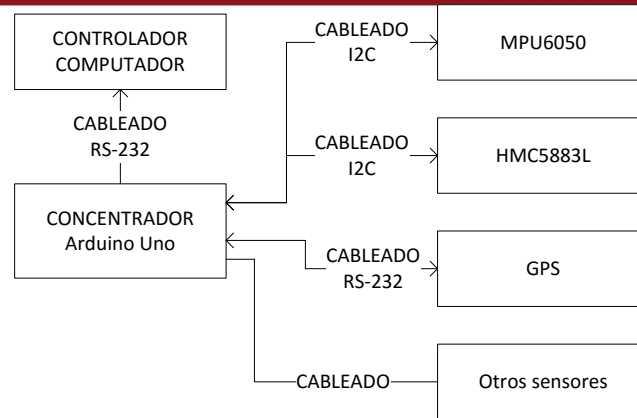 CONTROLADOR
COMPUTADOR
CABLEADO
RS-232
CONCENTRADOR
Arduino Uno
CABLEADO
I2C
MPU6050
CABLEADO
I2C
HMC5883L
CABLEADO
RS-232
GPS
CABLEADO
Otros sensores